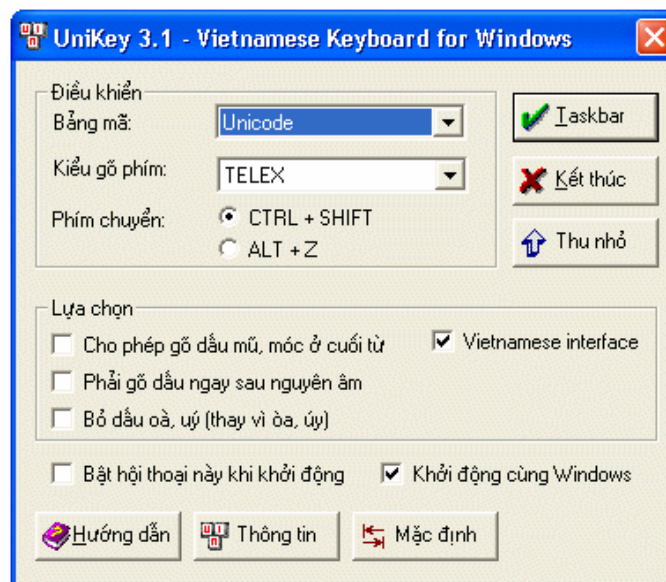 UniKey 3.1 - Vietnamese Keyboard for Windows
Điều khiển
Bảng mã: Unicode
Taskbar
Kiểu gõ phím: TELEX
Kết thúc
Phím chuyển: CTRL + SHIFT
ALT + Z
Thu nhỏ
Lựa chọn
Cho phép gõ dấu mũ, móc ở cuối từ
Vietnamese interface
Phải gõ dấu ngay sau nguyên âm
Bỏ dấu oà, uý (thay vì òa, úy)
Bật hội thoại này khi khởi động
Khởi động cùng Windows
Hướng dẫn
Thông tin
Mặc định